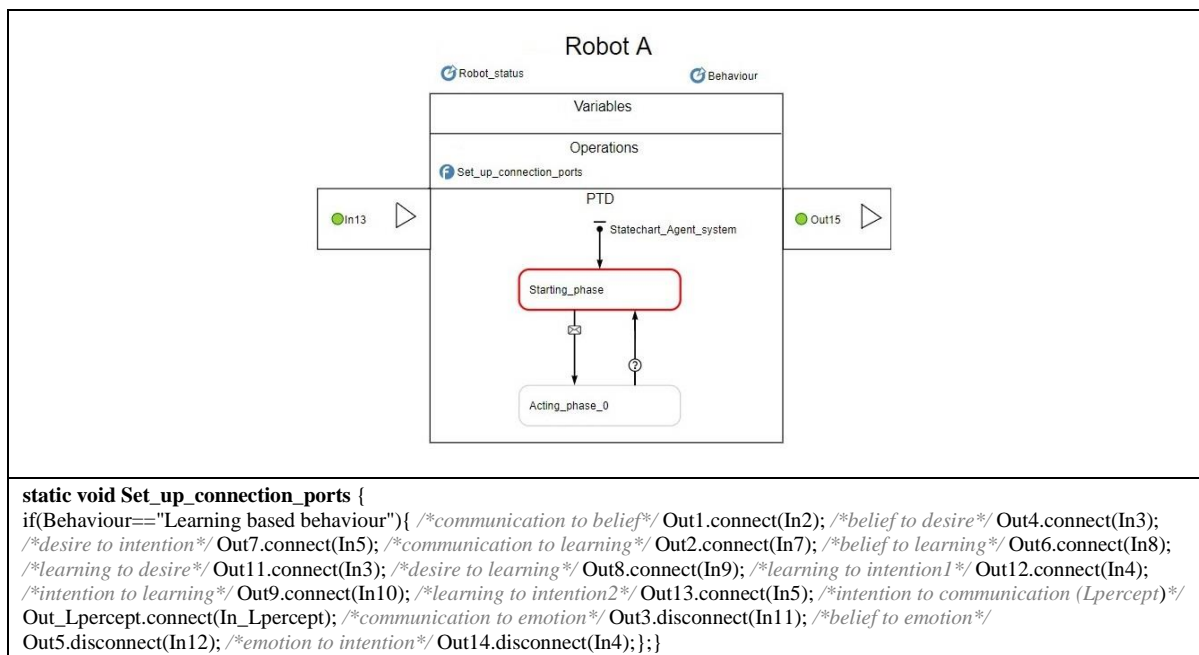 Robot A
Robot_status
Behaviour
Variables
Operations
Set_up_connection_ports
PTD
In13
Out15
Statechart_Agent_system
Starting_phase
?
Acting_phase_0
static void Set_up_connection_ports {
if(Behaviour=="Learning based behaviour"){ /*communication to belief*/ Out1.connect(In2); /*belief to desire*/ Out4.connect(In3);
/*desire to intention*/ Out7.connect(In5); /*communication to learning*/ Out2.connect(In7); /*belief to learning*/ Out6.connect(In8);
/*learning to desire*/ Out11.connect(In3); /*desire to learning*/ Out8.connect(In9); /*learning to intention1*/ Out12.connect(In4);
/*intention to learning*/ Out9.connect(In10); /*learning to intention2*/ Out13.connect(In5); /*intention to communication (Lpercept)*/
Out_Lpercept.connect(In_Lpercept); /*communication to emotion*/ Out3.disconnect(In11); /*belief to emotion*/
Out5.disconnect(In12); /*emotion to intention*/ Out14.disconnect(In4);};}